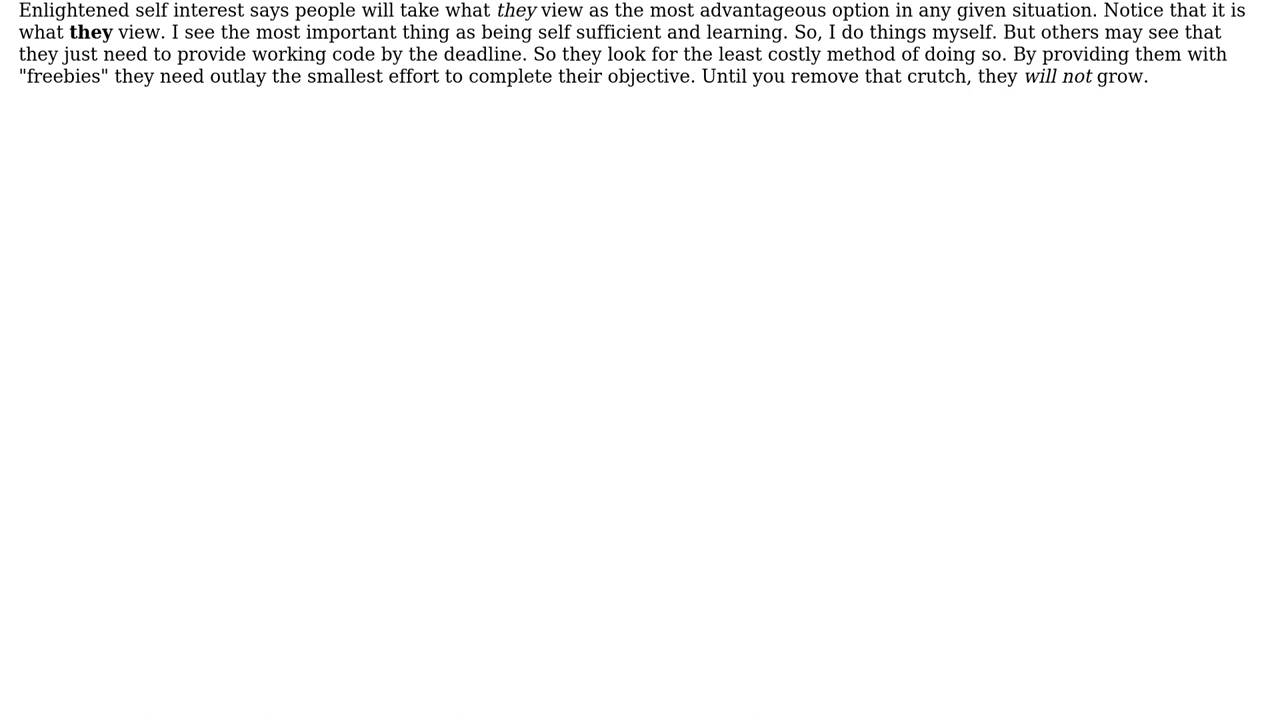 Enlightened self interest says people will take what they view as the most advantageous option in any given situation. Notice that it is
what they view. I see the most important thing as being self sufficient and learning. So, I do things myself. But others may see that
they just need to provide working code by the deadline. So they look for the least costly method of doing so. By providing them with
"freebies" they need outlay the smallest effort to complete their objective. Until you remove that crutch, they will not grow.